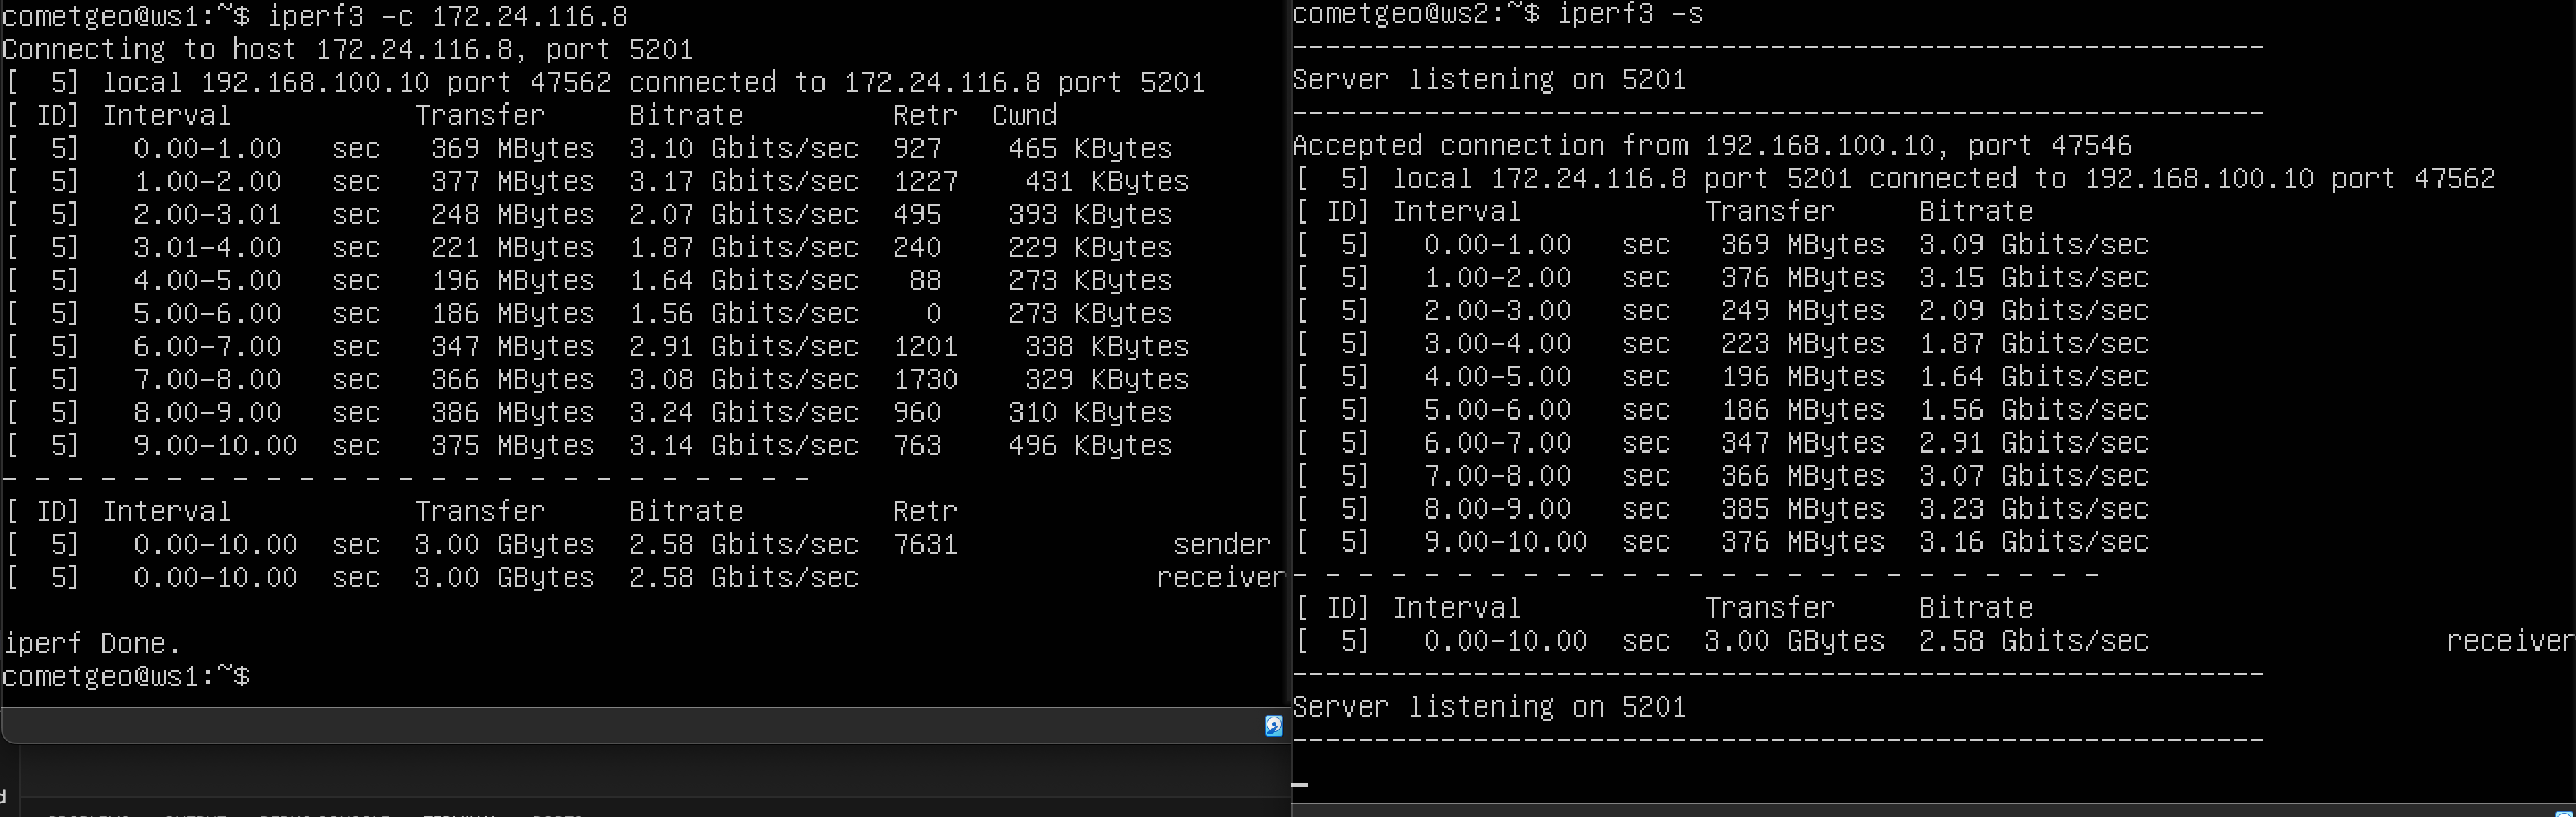 cometgeo@ws1:~$ iperf3 -c 172.24.116.8
Connecting to host 172.24.116.8, port 5201
[  5] local 192.168.100.10 port 47562 connected to 172.24.116.8 port 5201
[ ID] Interval           Transfer     Bitrate         Retr  Cwnd
[  5]   0.00-1.00   sec   369 MBytes  3.10 Gbits/sec  927    465 KBytes
[  5]   1.00-2.00   sec   377 MBytes  3.17 Gbits/sec  1227    431 KBytes
[  5]   2.00-3.01   sec   248 MBytes  2.07 Gbits/sec  495    393 KBytes
[  5]   3.01-4.00   sec   221 MBytes  1.87 Gbits/sec  240    229 KBytes
[  5]   4.00-5.00   sec   196 MBytes  1.64 Gbits/sec   88    273 KBytes
[  5]   5.00-6.00   sec   186 MBytes  1.56 Gbits/sec    0    273 KBytes
[  5]   6.00-7.00   sec   347 MBytes  2.91 Gbits/sec  1201    338 KBytes
[  5]   7.00-8.00   sec   366 MBytes  3.08 Gbits/sec  1730    329 KBytes
[  5]   8.00-9.00   sec   386 MBytes  3.24 Gbits/sec  960    310 KBytes
[  5]   9.00-10.00  sec   375 MBytes  3.14 Gbits/sec  763    496 KBytes
- - - - - - - - - - - - - - - - - - - - - - - - -
[ ID] Interval           Transfer     Bitrate         Retr
[  5]   0.00-10.00  sec  3.00 GBytes  2.58 Gbits/sec  7631             sender
[  5]   0.00-10.00  sec  3.00 GBytes  2.58 Gbits/sec                  receiver
iperf Done.
cometgeo@ws1:~$
cometgeo@ws2:~$ iperf3 -s
-----------------------------------------------------------
Server listening on 5201
-----------------------------------------------------------
Accepted connection from 192.168.100.10, port 47546
[  5] local 172.24.116.8 port 5201 connected to 192.168.100.10 port 47562
[ ID] Interval           Transfer     Bitrate
[  5]   0.00-1.00   sec   369 MBytes  3.09 Gbits/sec
[  5]   1.00-2.00   sec   376 MBytes  3.15 Gbits/sec
[  5]   2.00-3.00   sec   249 MBytes  2.09 Gbits/sec
[  5]   3.00-4.00   sec   223 MBytes  1.87 Gbits/sec
[  5]   4.00-5.00   sec   196 MBytes  1.64 Gbits/sec
[  5]   5.00-6.00   sec   186 MBytes  1.56 Gbits/sec
[  5]   6.00-7.00   sec   347 MBytes  2.91 Gbits/sec
[  5]   7.00-8.00   sec   366 MBytes  3.07 Gbits/sec
[  5]   8.00-9.00   sec   385 MBytes  3.23 Gbits/sec
[  5]   9.00-10.00  sec   376 MBytes  3.16 Gbits/sec
- - - - - - - - - - - - - - - - - - - - - - - - -
[ ID] Interval           Transfer     Bitrate
[  5]   0.00-10.00  sec  3.00 GBytes  2.58 Gbits/sec                  receiver
-----------------------------------------------------------
Server listening on 5201
-----------------------------------------------------------